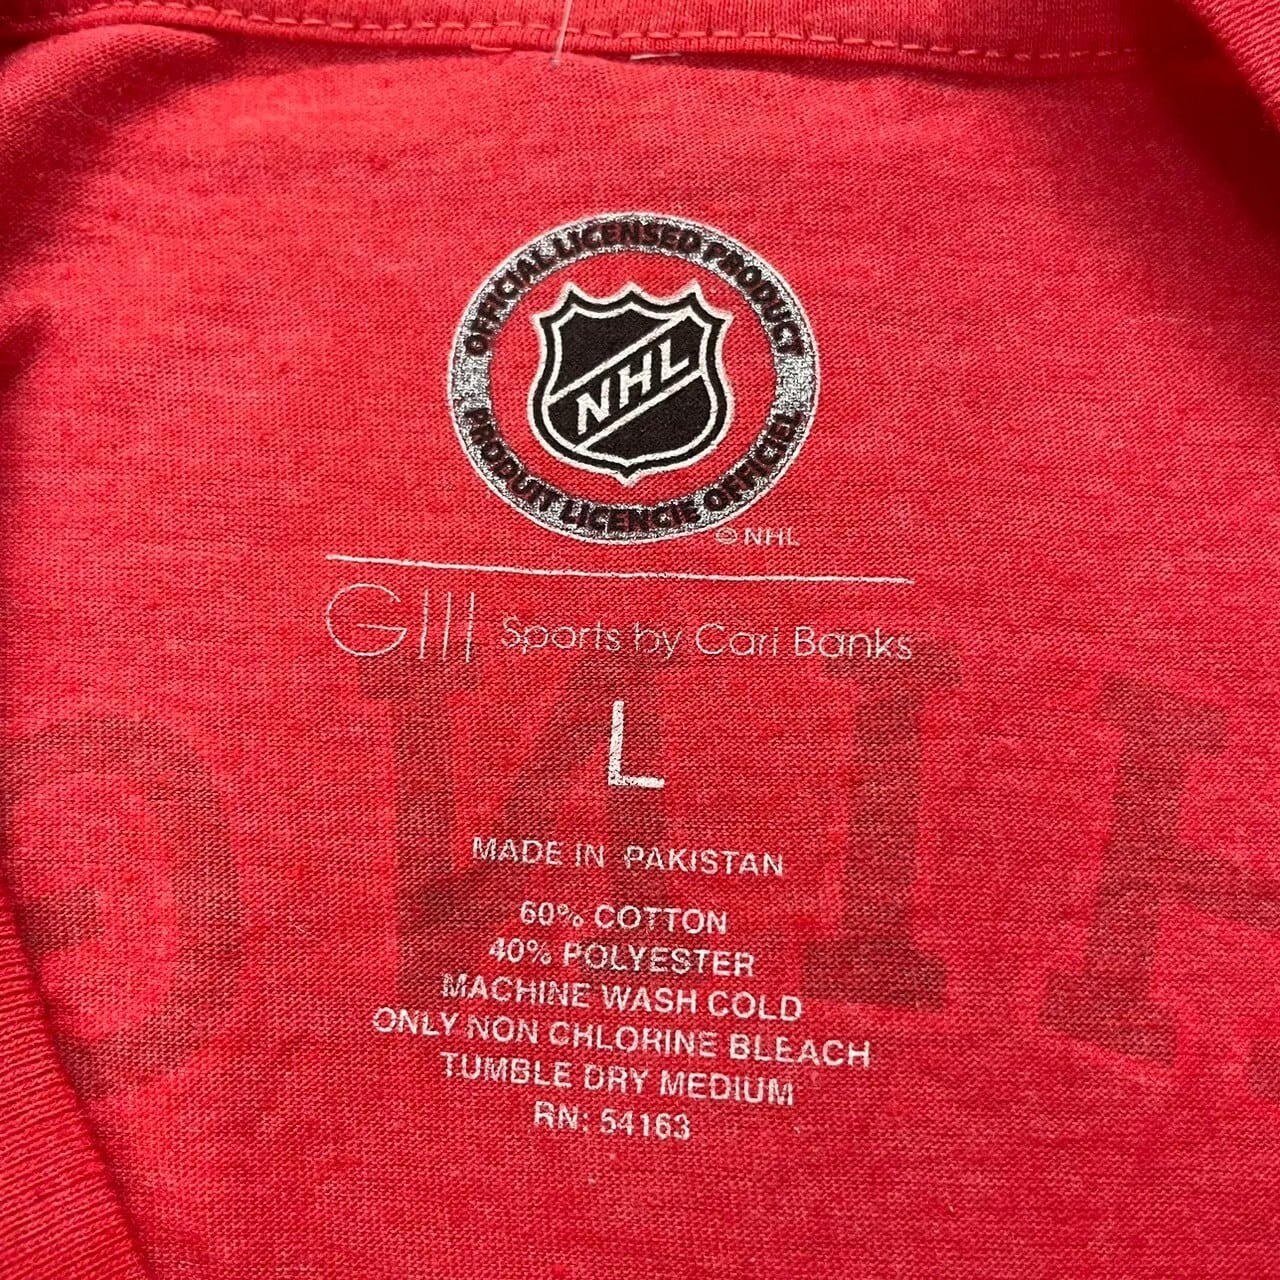 OFFICIAL LICENSED PRODUCT
NHL
PRODUIT LICENCIE OFFICIEL
© NHL
GIII Sports by Carl Banks
L
MADE IN PAKISTAN
60% COTTON
40% POLYESTER
MACHINE WASH COLD
ONLY NON CHLORINE BLEACH
TUMBLE DRY MEDIUM
RN: 54163